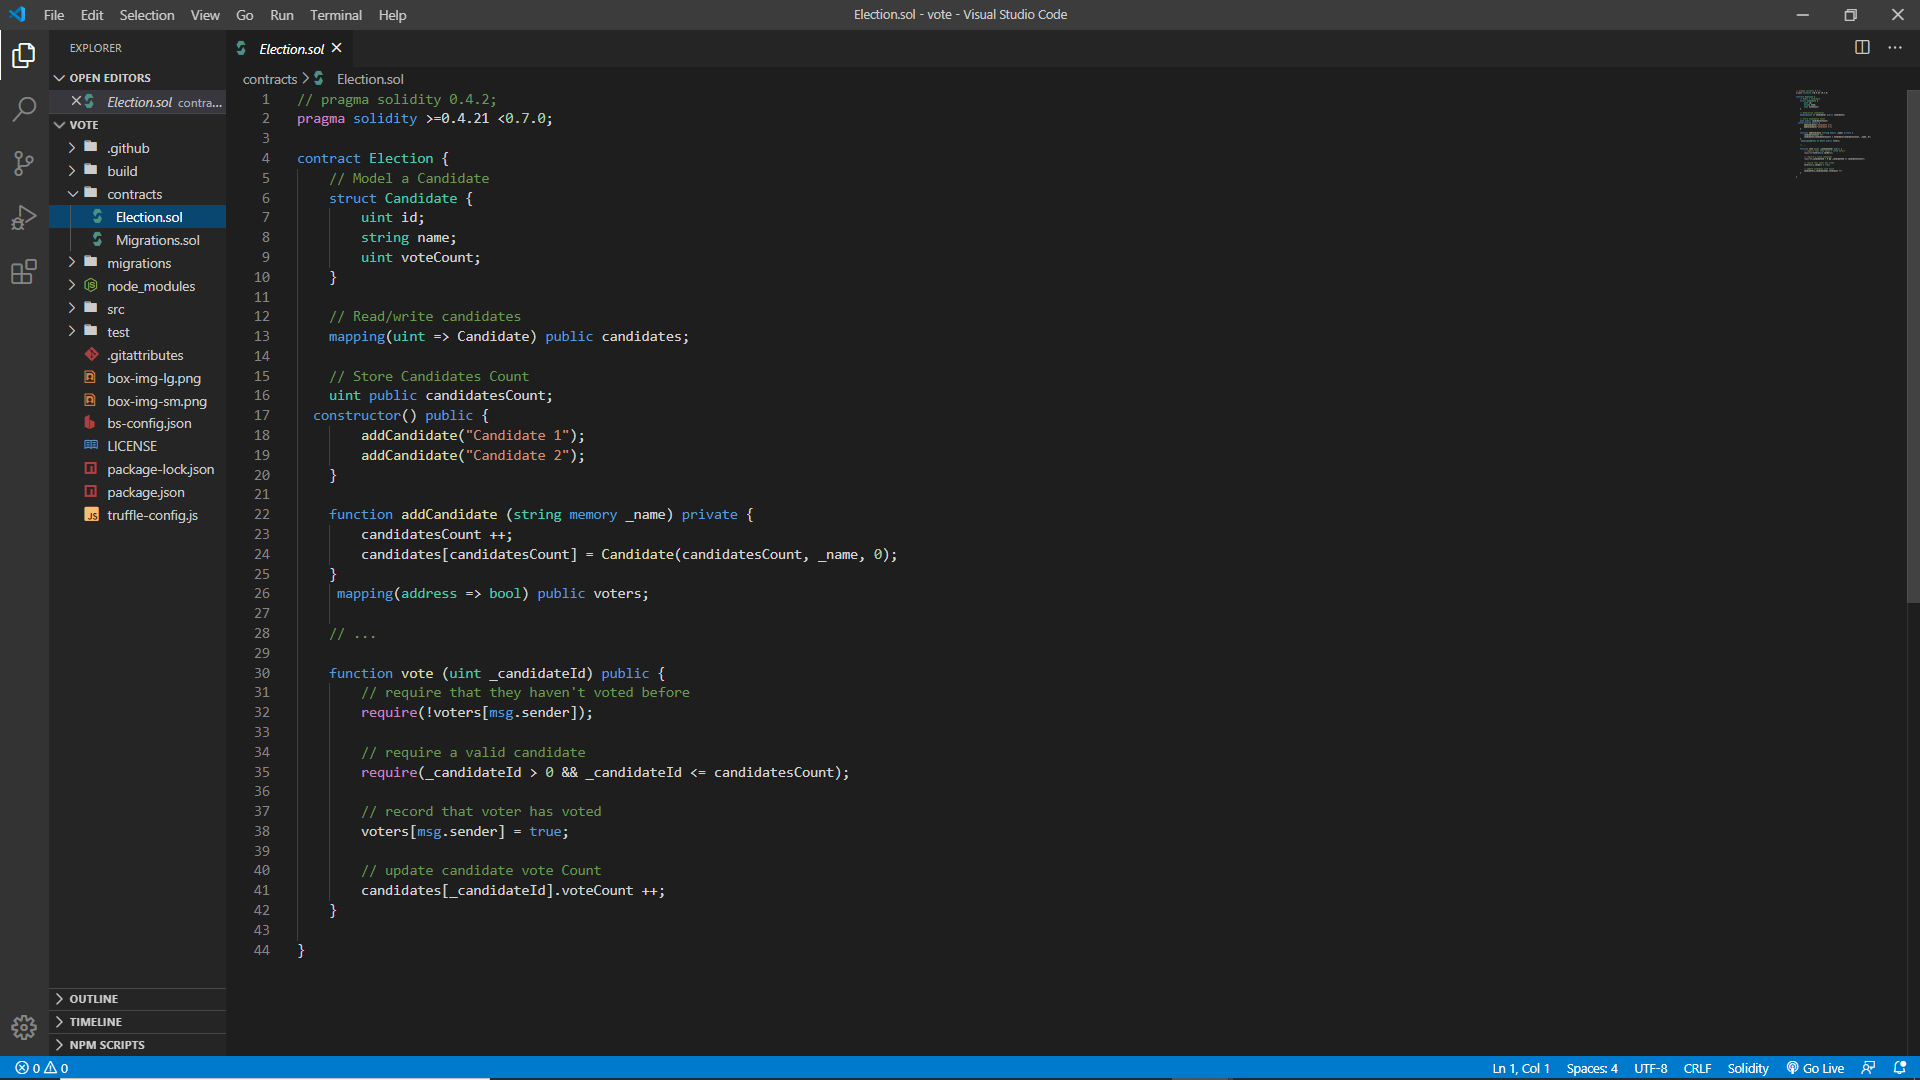 File Edit Selection View Go Run Terminal Help
Election.sol - vote - Visual Studio Code
EXPLORER
OPEN EDITORS
Election.sol contra...
VOTE
.github
build
contracts
Election.sol
Migrations.sol
migrations
node_modules
src
test
.gitattributes
box-img-lg.png
box-img-sm.png
bs-config.json
LICENSE
package-lock.json
package.json
truffle-config.js
OUTLINE
TIMELINE
NPM SCRIPTS
Election.sol
contracts > Election.sol
1 // pragma solidity 0.4.2;
2 pragma solidity >=0.4.21 <0.7.0;
3
4 contract Election {
5 // Model a Candidate
6 struct Candidate {
7 uint id;
8 string name;
9 uint voteCount;
10 }
11
12 // Read/write candidates
13 mapping(uint => Candidate) public candidates;
14
15 // Store Candidates Count
16 uint public candidatesCount;
17 constructor() public {
18 addCandidate("Candidate 1");
19 addCandidate("Candidate 2");
20 }
21
22 function addCandidate (string memory _name) private {
23 candidatesCount ++;
24 candidates[candidatesCount] = Candidate(candidatesCount, _name, 0);
25 }
26 mapping(address => bool) public voters;
27
28 // ...
29
30 function vote (uint _candidateId) public {
31 // require that they haven't voted before
32 require(!voters[msg.sender]);
33
34 // require a valid candidate
35 require(_candidateId > 0 && _candidateId <= candidatesCount);
36
37 // record that voter has voted
38 voters[msg.sender] = true;
39
40 // update candidate vote Count
41 candidates[_candidateId].voteCount ++;
42 }
43
44 }
0 0
Ln 1, Col 1 Spaces: 4 UTF-8 CRLF Solidity Go Live